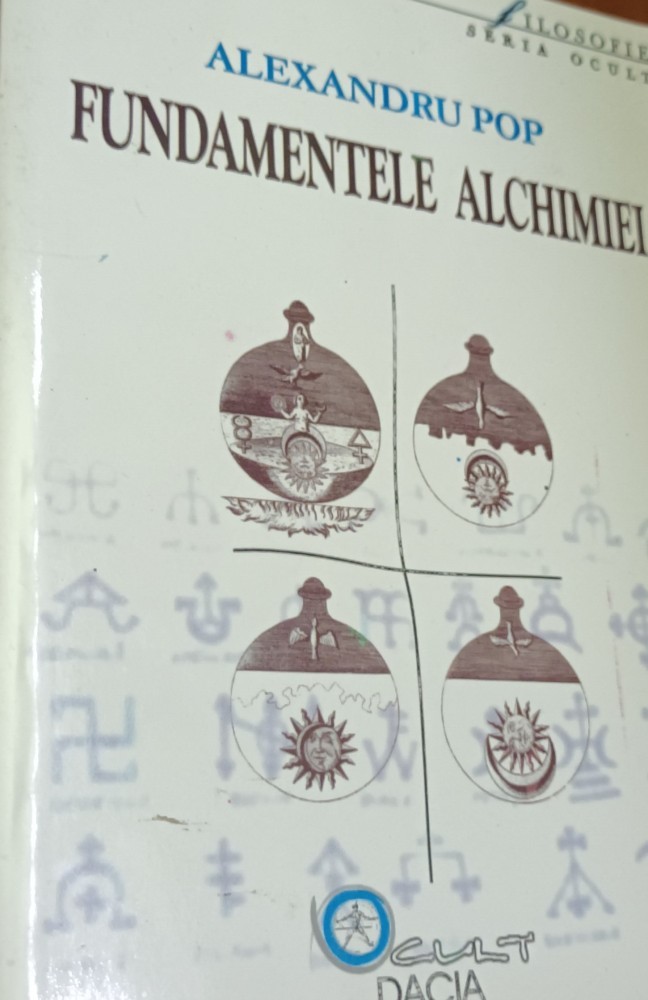 FILOSOFIE
SERIA OCULT
ALEXANDRU POP
FUNDAMENTELE ALCHIMIEI
OCULT
DACIA